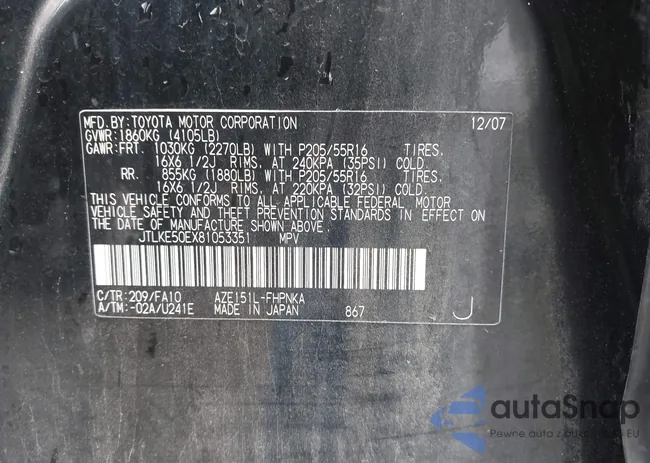 MFD.BY:TOYOTA MOTOR CORPORATION 12/07
GVWR:1860KG (4105LB)
GAWR:FRT. 1030KG (2270LB) WITH P205/55R16 TIRES,
16X6 1/2J RIMS, AT 240KPA (35PSI) COLD.
RR. 855KG (1880LB) WITH P205/55R16 TIRES,
16X6 1/2J RIMS, AT 220KPA (32PSI) COLD.
THIS VEHICLE CONFORMS TO ALL APPLICABLE FEDERAL MOTOR
VEHICLE SAFETY AND THEFT PREVENTION STANDARDS IN EFFECT ON
THE DATE OF MANUFACTURE SHOWN ABOVE.
JTLKE50EX81053351 MPV
C/TR:209/FA10 AZE151L-FHPNKA
A/TM:-02A/U241E MADE IN JAPAN 867 J
autaSnap
Pewne auta z EU